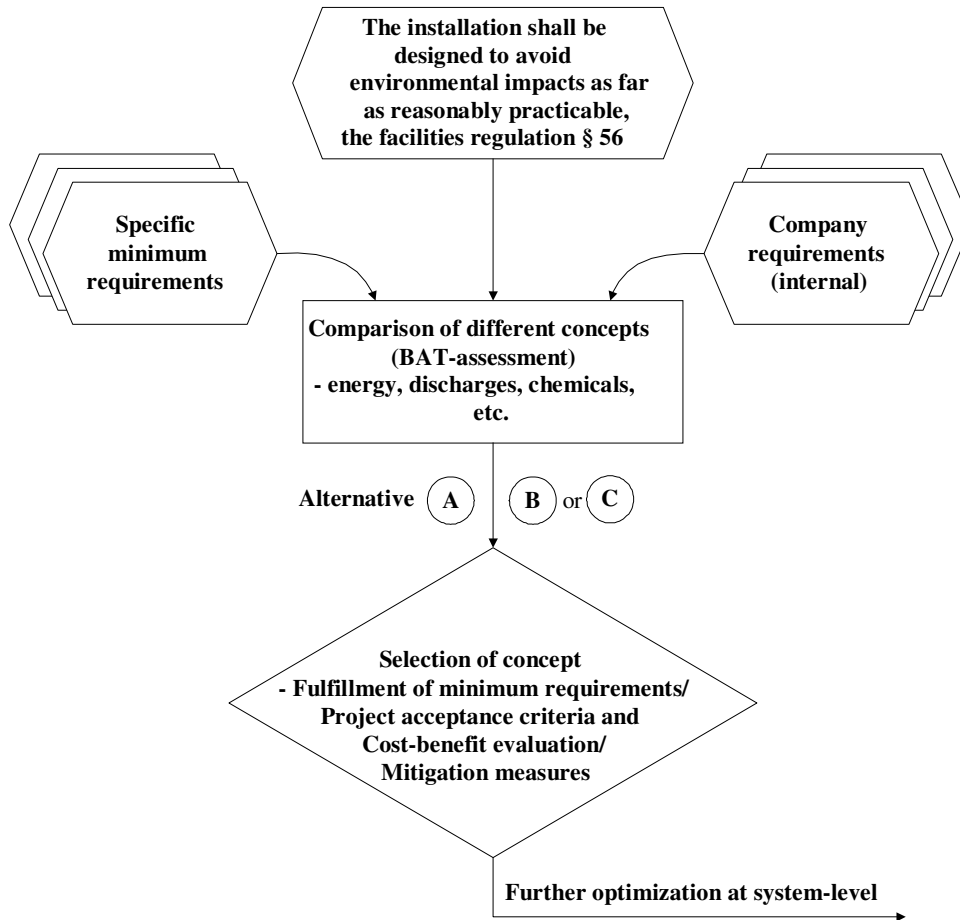 The installation shall be
designed to avoid
environmental impacts as far
as reasonably practicable,
the facilities regulation § 56
Specific
minimum
requirements
Company
requirements
(internal)
Comparison of different concepts
(BAT-assessment)
- energy, discharges, chemicals,
etc.
Alternative A B or C
Selection of concept
- Fulfillment of minimum requirements/
Project acceptance criteria and
Cost-benefit evaluation/
Mitigation measures
Further optimization at system-level